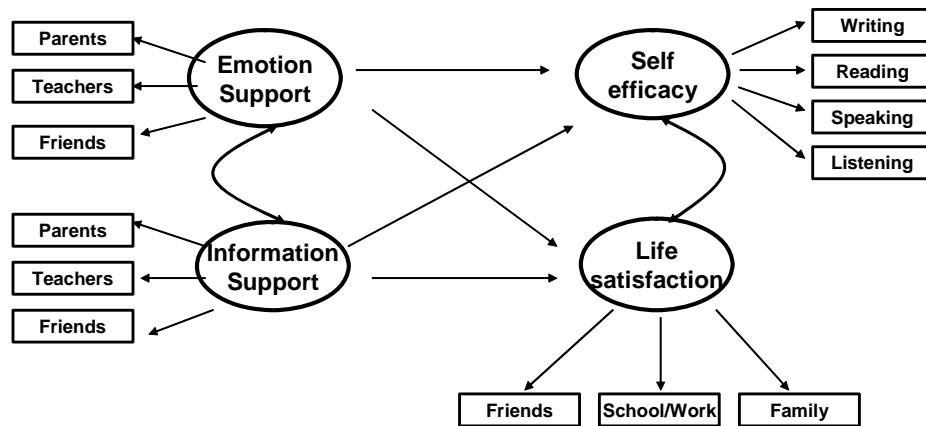 Parents
Teachers
Friends
Emotion
Support
Self
efficacy
Writing
Reading
Speaking
Listening
Parents
Teachers
Friends
Information
Support
Life
satisfaction
Friends
School/Work
Family